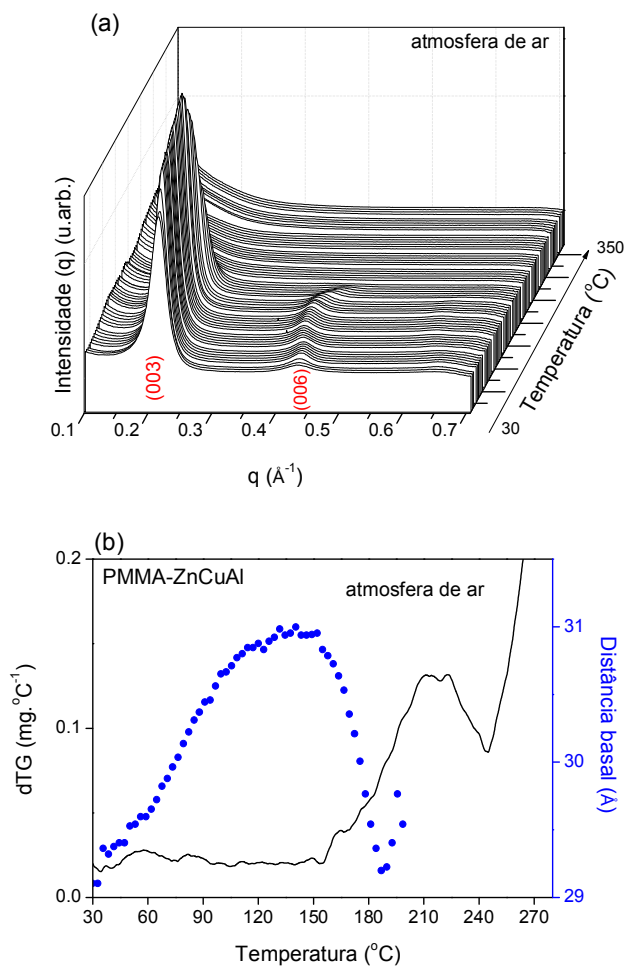 (a)
atmosfera de ar
Intensidade (q) (u.arb.)
(003)
(006)
350
Temperatura (°C)
30
0.1 0.2 0.3 0.4 0.5 0.6 0.7
q (Å⁻¹)
(b)
PMMA-ZnCuAl
atmosfera de ar
0.2
0.1
0.0
dTG (mg.°C⁻¹)
31
30
29
Distância basal (Å)
30 60 90 120 150 180 210 240 270
Temperatura (°C)